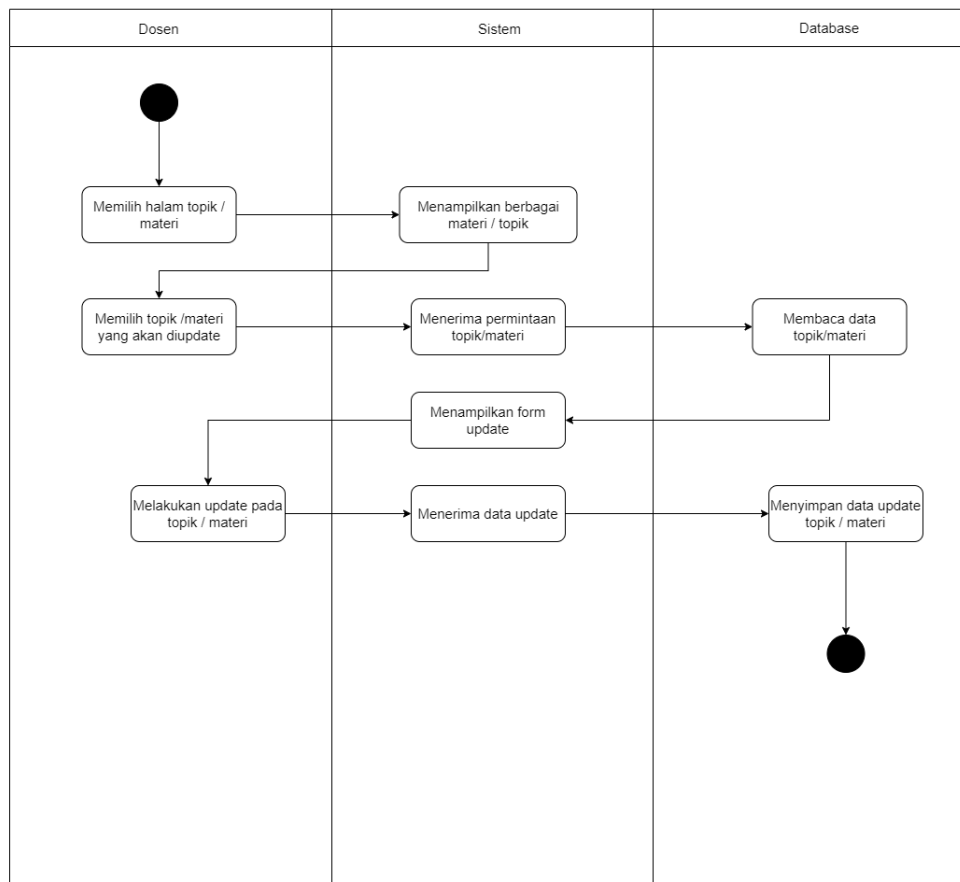 Dosen
Sistem
Database
Memilih halam topik /
materi
Menampilkan berbagai
materi / topik
Memilih topik /materi
yang akan diupdate
Menerima permintaan
topik/materi
Membaca data
topik/materi
Menampilkan form
update
Melakukan update pada
topik / materi
Menerima data update
Menyimpan data update
topik / materi